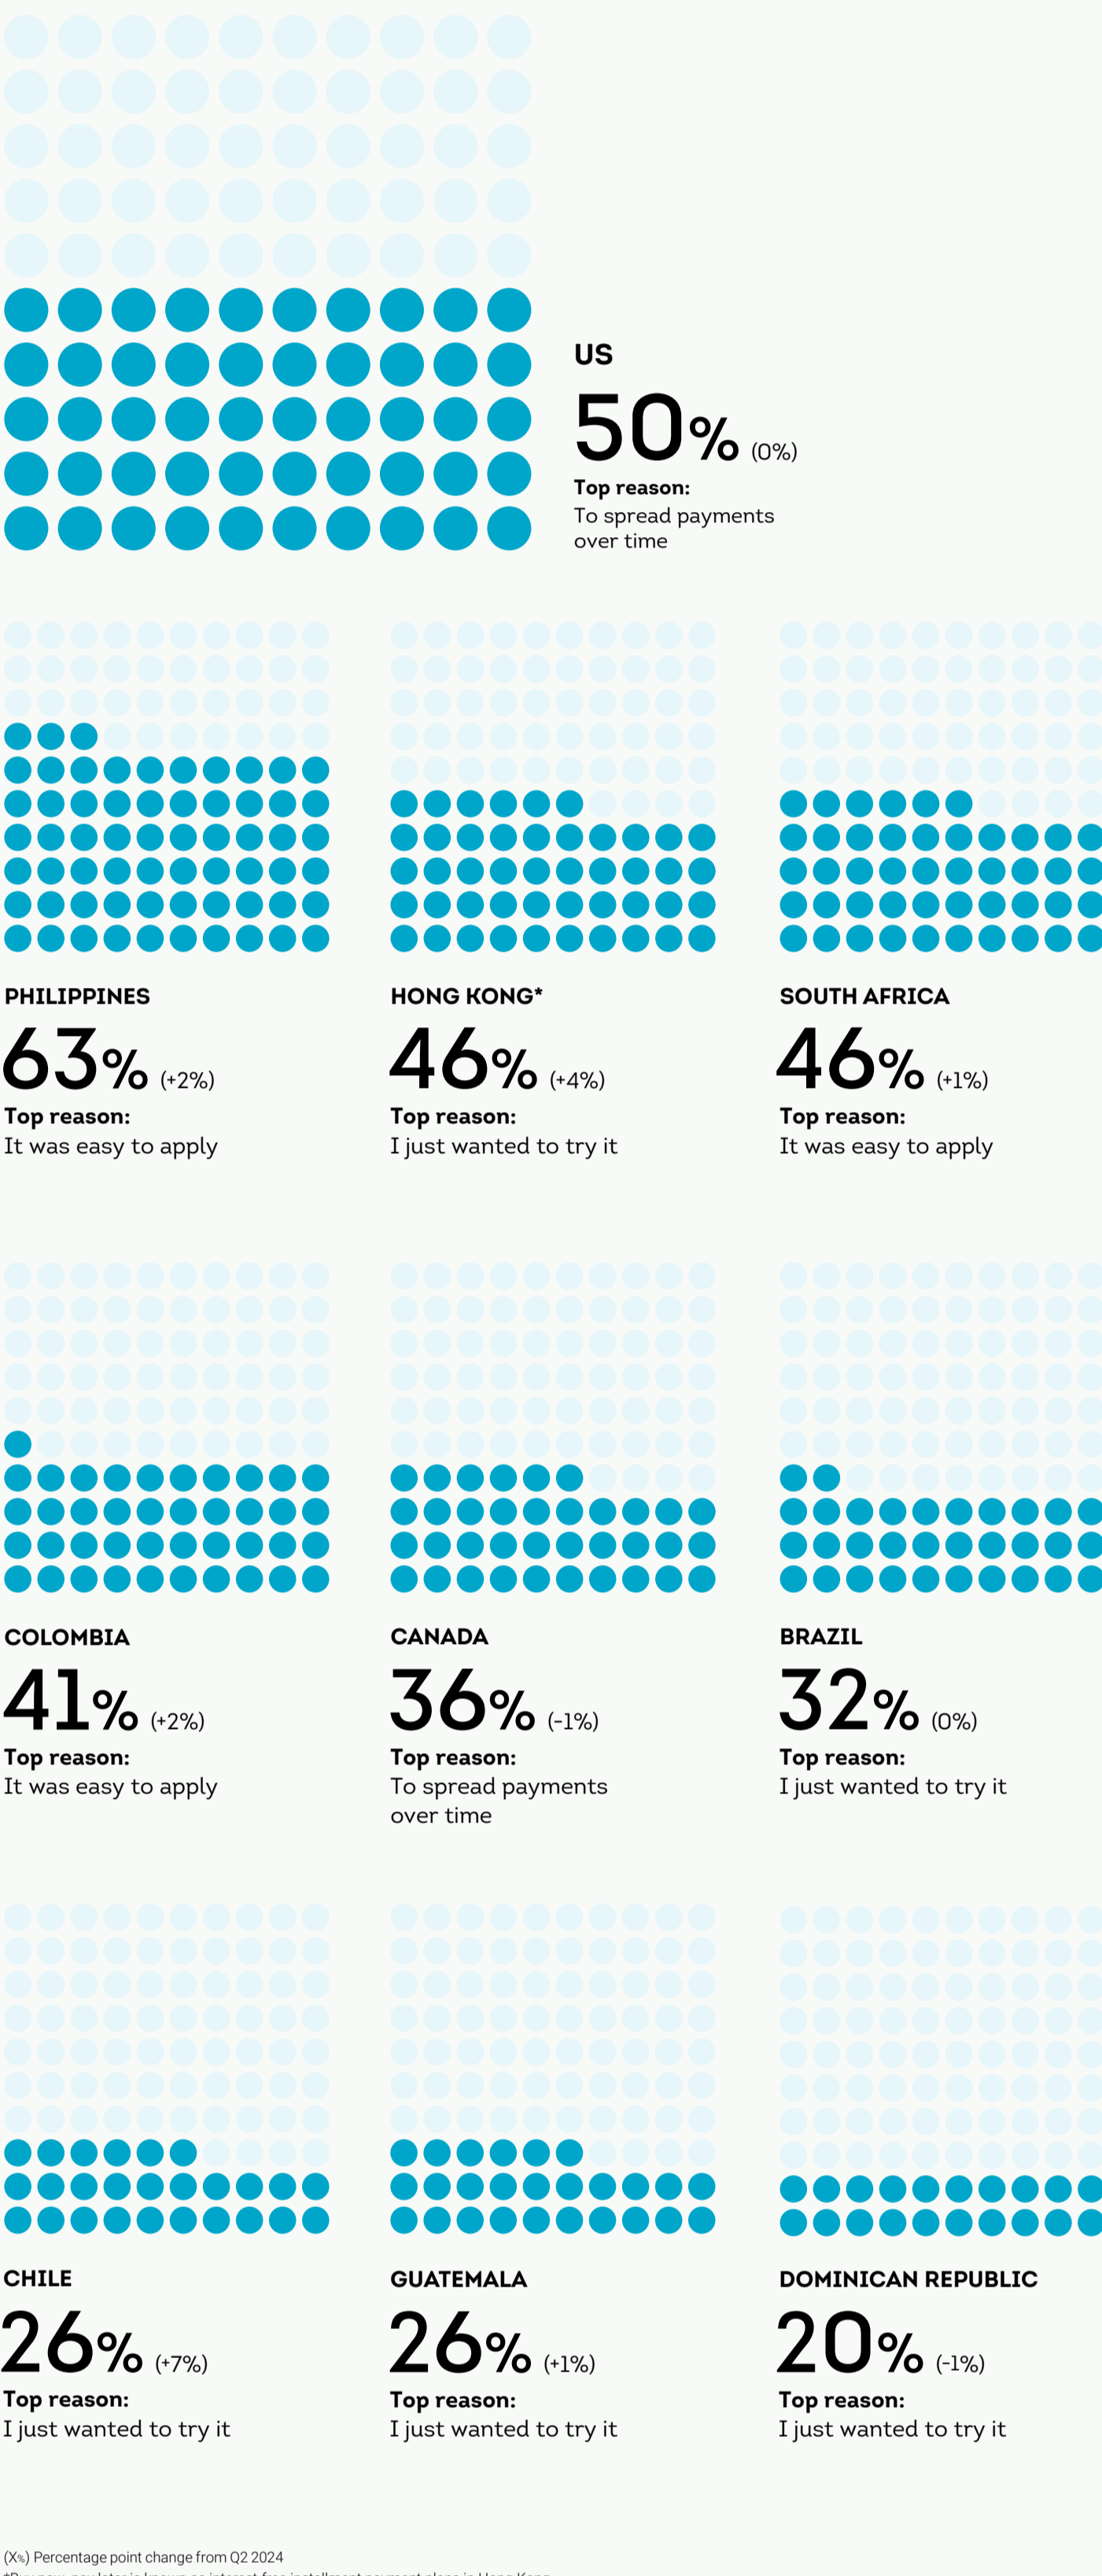 US
50% (0%)
Top reason:
To spread payments
over time
PHILIPPINES
63% (+2%)
Top reason:
It was easy to apply
HONG KONG*
46% (+4%)
Top reason:
I just wanted to try it
SOUTH AFRICA
46% (+1%)
Top reason:
It was easy to apply
COLOMBIA
41% (+2%)
Top reason:
It was easy to apply
CANADA
36% (-1%)
Top reason:
To spread payments
over time
BRAZIL
32% (0%)
Top reason:
I just wanted to try it
CHILE
26% (+7%)
Top reason:
I just wanted to try it
GUATEMALA
26% (+1%)
Top reason:
I just wanted to try it
DOMINICAN REPUBLIC
20% (-1%)
Top reason:
I just wanted to try it
(X%) Percentage point change from Q2 2024